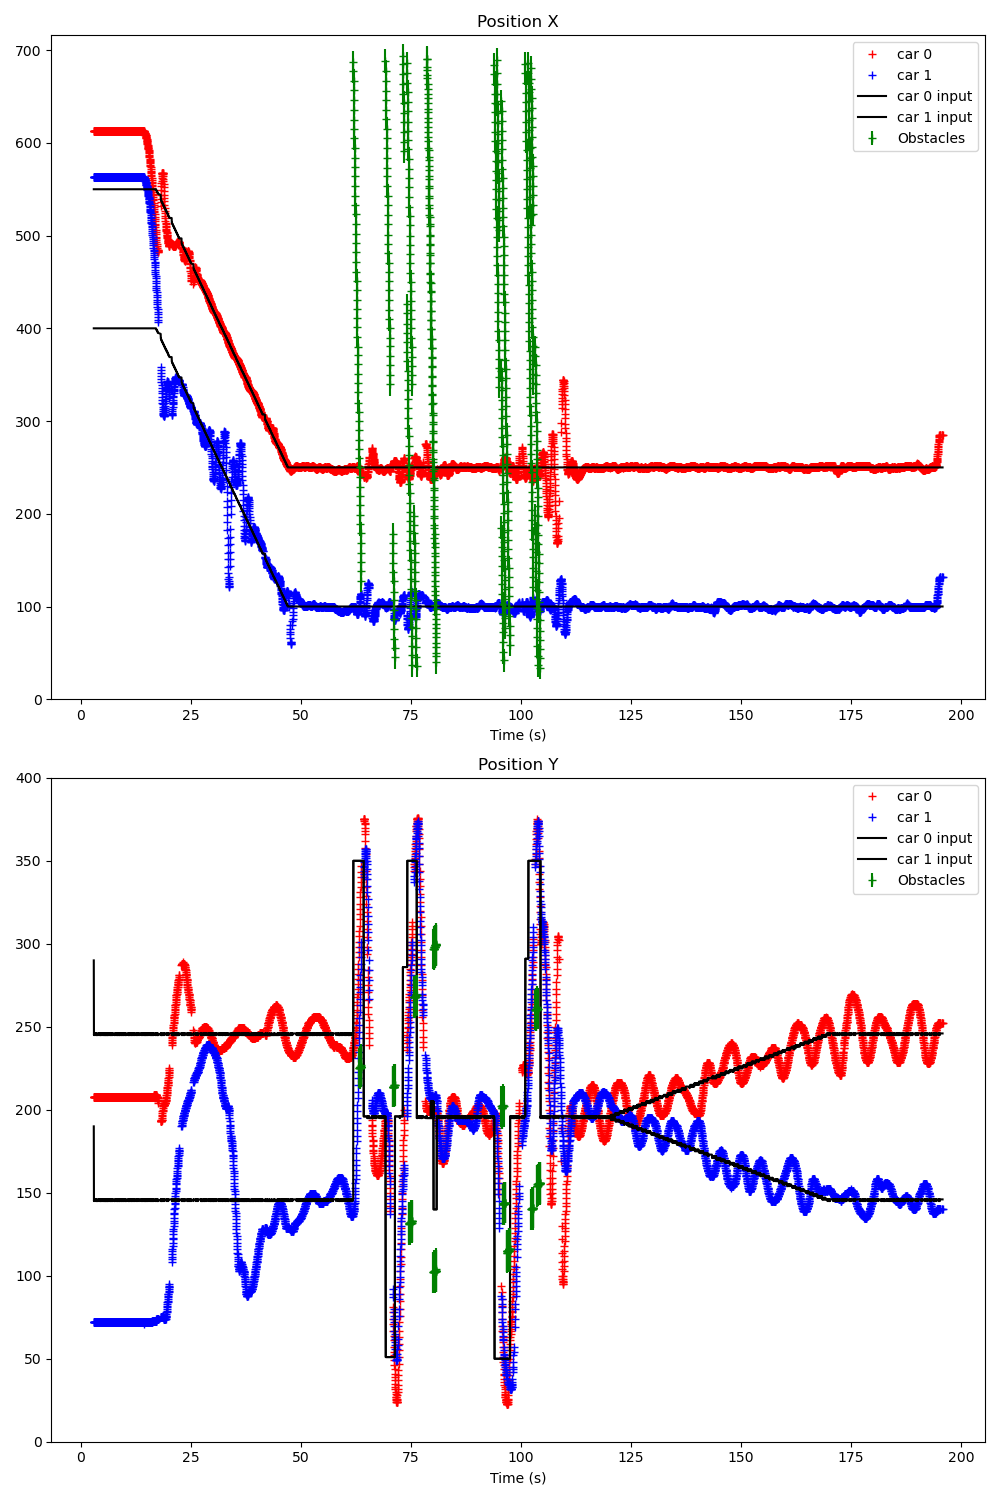 Position X
700
600
500
400
300
200
100
0
car 0
car 1
car 0 input
car 1 input
Obstacles
0 25 50 75 100 125 150 175 200
Time (s)
Position Y
400
350
300
250
200
150
100
50
0
car 0
car 1
car 0 input
car 1 input
Obstacles
0 25 50 75 100 125 150 175 200
Time (s)